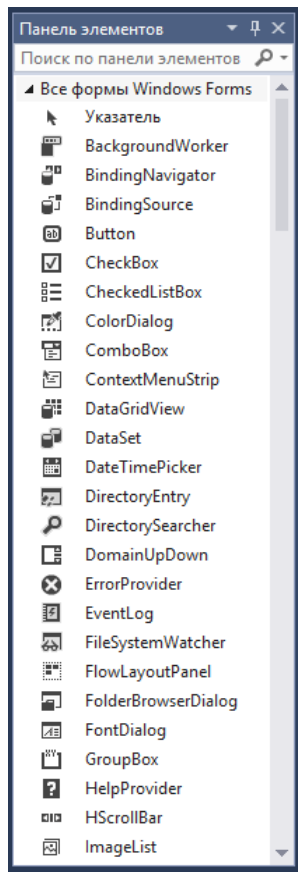 Панель элементов
Поиск по панели элементов
Все формы Windows Forms
Указатель
BackgroundWorker
BindingNavigator
BindingSource
Button
CheckBox
CheckedListBox
ColorDialog
ComboBox
ContextMenuStrip
DataGridView
DataSet
DateTimePicker
DirectoryEntry
DirectorySearcher
DomainUpDown
ErrorProvider
EventLog
FileSystemWatcher
FlowLayoutPanel
FolderBrowserDialog
FontDialog
GroupBox
HelpProvider
HScrollBar
ImageList